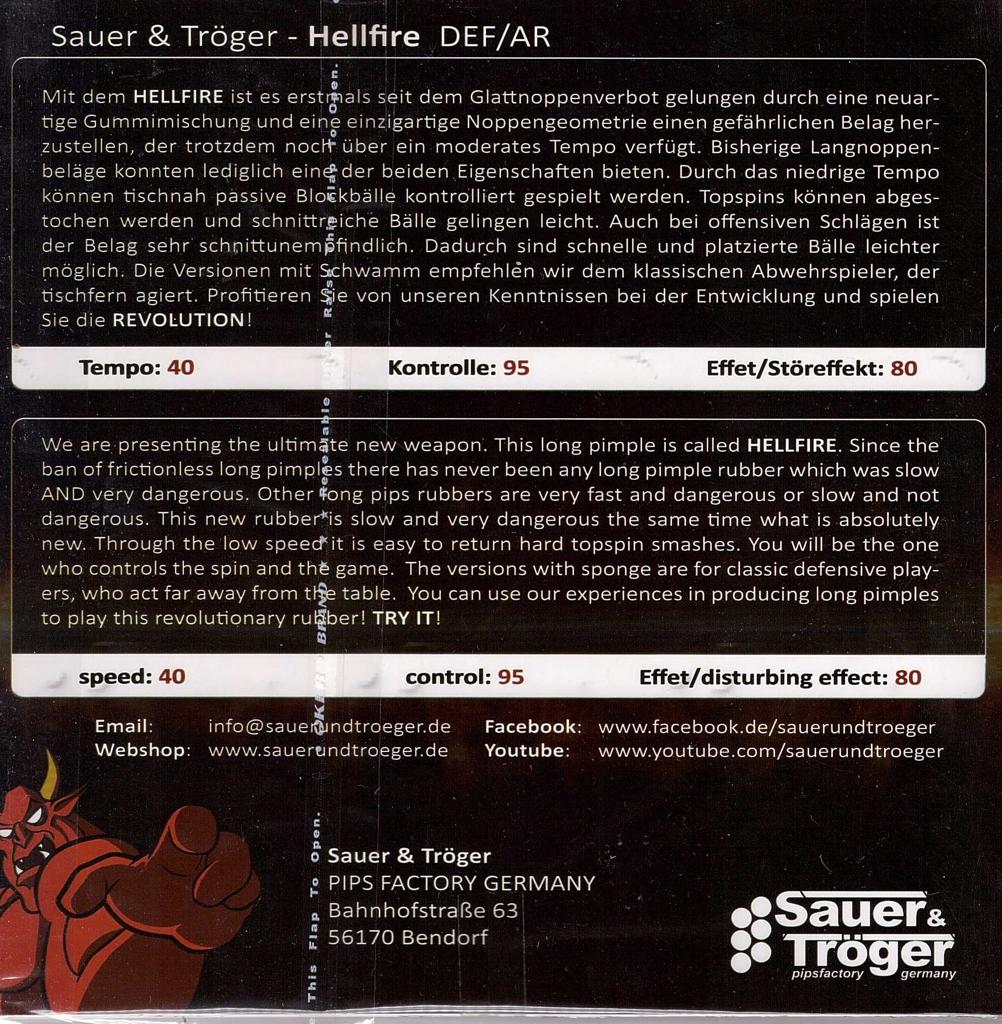 Sauer & Tröger - Hellfire DEF/AR
Mit dem HELLFIRE ist es erstmals seit dem Glattnoppenverbot gelungen durch eine neuar-
tige Gummimischung und eine einzigartige Noppengeometrie einen gefährlichen Belag her-
zustellen, der trotzdem noch über ein moderates Tempo verfügt. Bisherige Langnoppen-
beläge konnten lediglich eine der beiden Eigenschaften bieten. Durch das niedrige Tempo
können tischnah passive Blockbälle kontrolliert gespielt werden. Topspins können abges-
tochen werden und schnittreiche Bälle gelingen leicht. Auch bei offensiven Schlägen ist
der Belag sehr schnittunempfindlich. Dadurch sind schnelle und platzierte Bälle leichter
möglich. Die Versionen mit Schwamm empfehlen wir dem klassischen Abwehrspieler, der
tischfern agiert. Profitieren Sie von unseren Kenntnissen bei der Entwicklung und spielen
Sie die REVOLUTION!
Tempo: 40 Kontrolle: 95 Effet/Störeffekt: 80
We are presenting the ultimate new weapon. This long pimple is called HELLFIRE. Since the
ban of frictionless long pimples there has never been any long pimple rubber which was slow
AND very dangerous. Other long pips rubbers are very fast and dangerous or slow and not
dangerous. This new rubber is slow and very dangerous the same time what is absolutely
new. Through the low speed it is easy to return hard topspin smashes. You will be the one
who controls the spin and the game. The versions with sponge are for classic defensive play-
ers, who act far away from the table. You can use our experiences in producing long pimples
to play this revolutionary rubber! TRY IT!
speed: 40 control: 95 Effet/disturbing effect: 80
Email: info@sauerundtroeger.de Facebook: www.facebook.de/sauerundtroeger
Webshop: www.sauerundtroeger.de Youtube: www.youtube.com/sauerundtroeger
Sauer & Tröger
PIPS FACTORY GERMANY
Bahnhofstraße 63
56170 Bendorf
Sauer &
Tröger
pipsfactory germany
This Flap To Open.
BRAND ★ ★ ★ Resealable
Raise This Flap To Open.